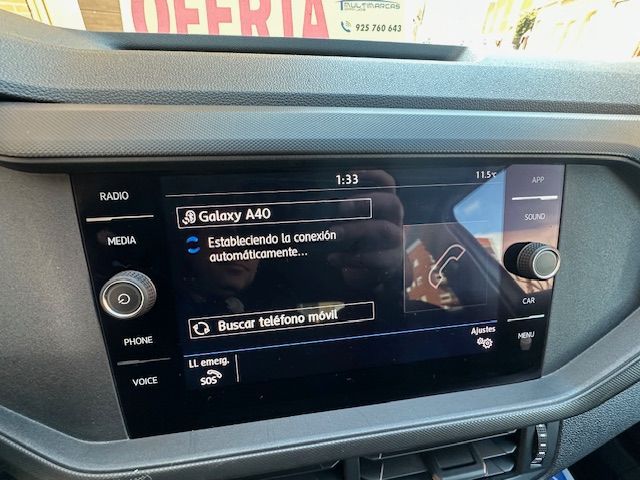 OFERTA
MULTIMARCAS
925 760 643
RADIO
MEDIA
PHONE
VOICE
1:33
11.5°C
Galaxy A40
Estableciendo la conexión
automáticamente...
Buscar teléfono móvil
Ajustes
LL emerg.
SOS
APP
SOUND
CAR
MENU